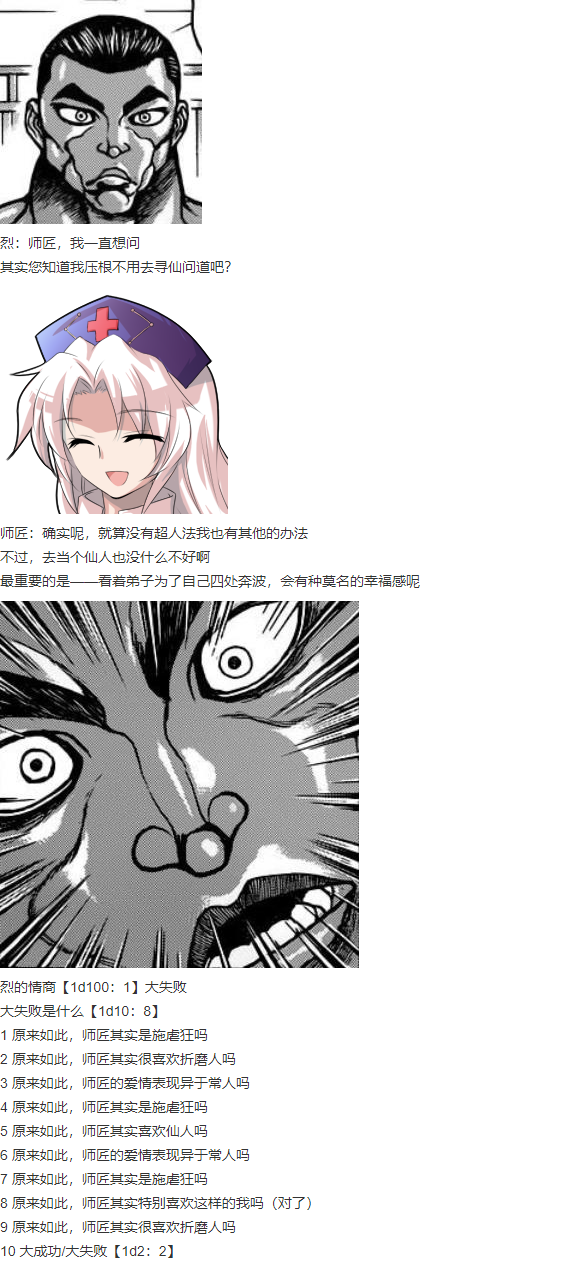 烈：师匠，我一直想问
其实您知道我压根不用去寻仙问道吧？
师匠：确实呢，就算没有超人法我也有其他的办法
不过，去当个仙人也没什么不好啊
最重要的是——看着弟子为了自己四处奔波，会有种莫名的幸福感呢
烈的情商【1d100：1】大失败
大失败是什么【1d10：8】
1 原来如此，师匠其实是施虐狂吗
2 原来如此，师匠其实很喜欢折磨人吗
3 原来如此，师匠的爱情表现异于常人吗
4 原来如此，师匠其实是施虐狂吗
5 原来如此，师匠其实喜欢仙人吗
6 原来如此，师匠的爱情表现异于常人吗
7 原来如此，师匠其实是施虐狂吗
8 原来如此，师匠其实特别喜欢这样的我吗（对了）
9 原来如此，师匠其实很喜欢折磨人吗
10 大成功/大失败【1d2：2】